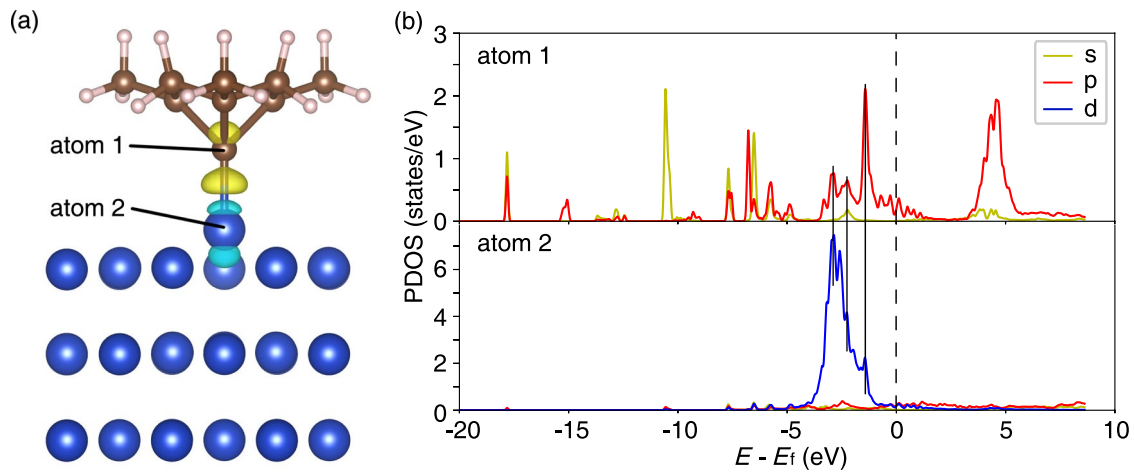 (a)
atom 1
atom 2
(b)
PDOS (states/eV)
3
2
1
0
atom 1
s
p
d
6
4
2
0
atom 2
-20
-15
-10
-5
0
5
10
E - Ef (eV)